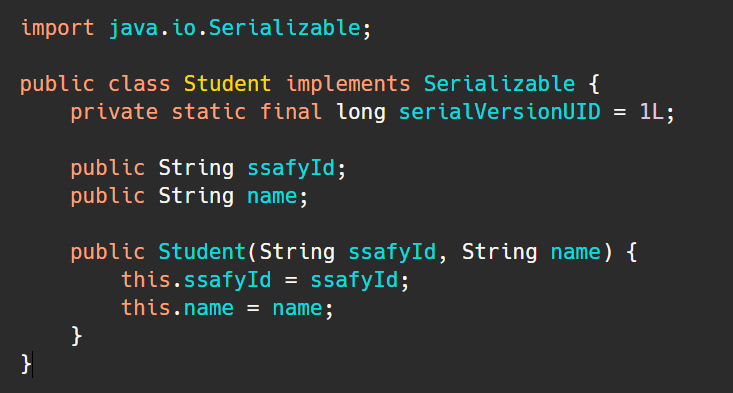 import java.io.Serializable;
public class Student implements Serializable {
    private static final long serialVersionUID = 1L;
    public String ssafyId;
    public String name;
    public Student(String ssafyId, String name) {
        this.ssafyId = ssafyId;
        this.name = name;
    }
}